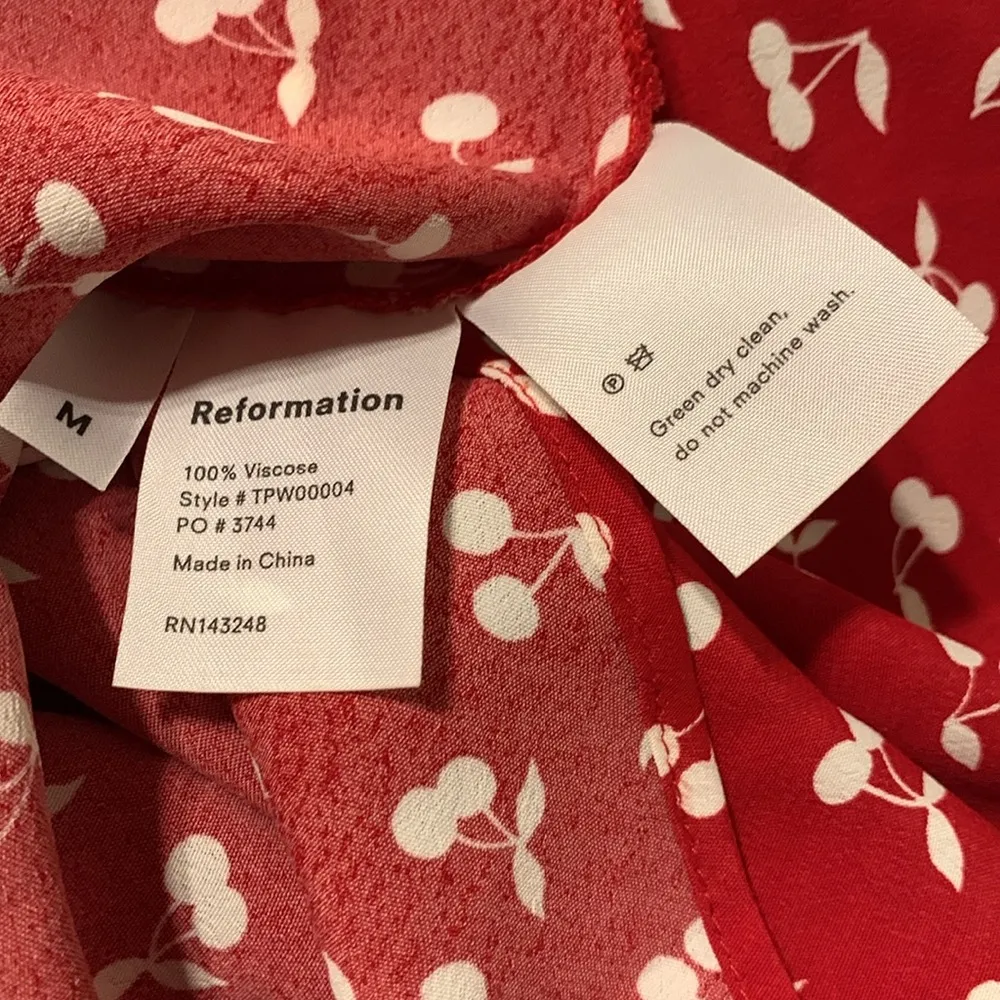 M
Reformation
100% Viscose
Style # TPW00004
PO # 3744
Made in China
RN143248
P
Green dry clean,
do not machine wash.